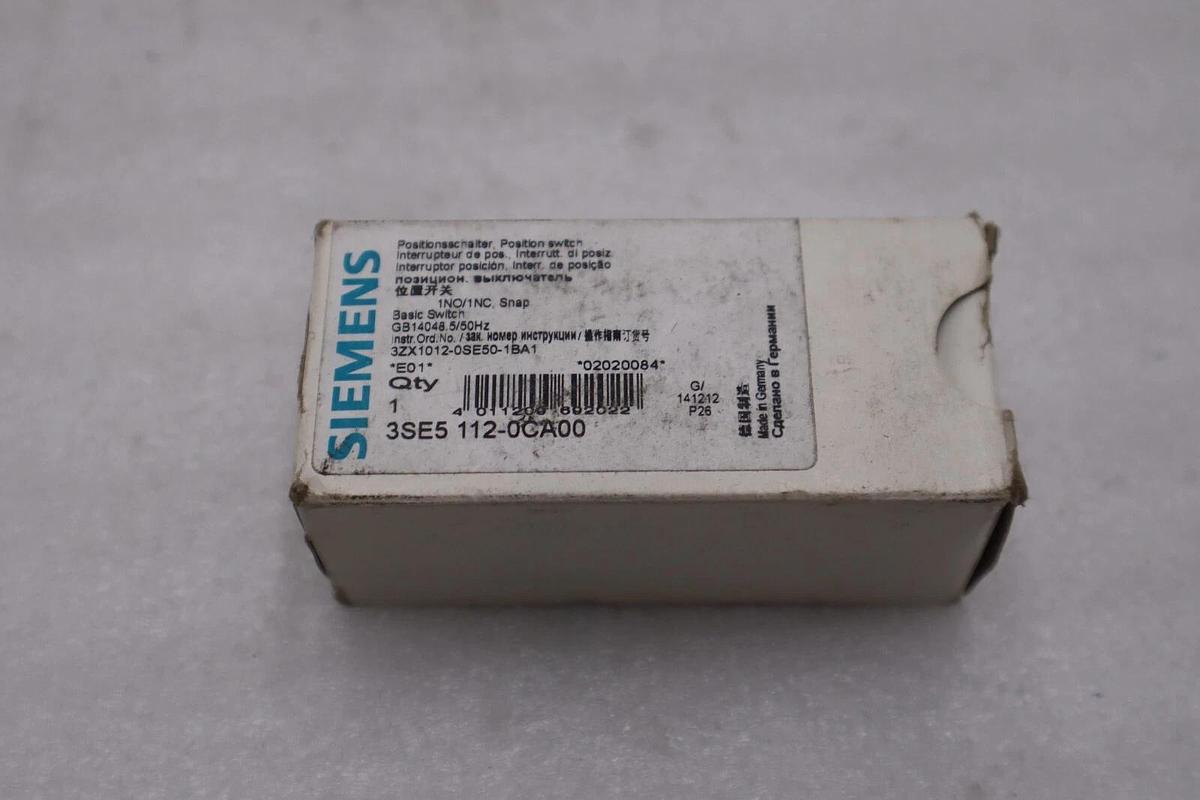 SIEMENS
Positionsschalter, Position switch
Interrupteur de pos., Interrutt. di posiz.
Interruptor posición, Interr. de posição
позицион. выключатель
位置开关
1NO/1NC, Snap
Basic Switch
GB14048.5/50Hz
Instr.Ord.No. / зак. номер инструкции / 操作指南订货号
3ZX1012-0SE50-1BA1
*E01* *02020084*
Qty
1
4 011209 692022
G/
141212
P26
3SE5 112-0CA00
德国制造
Made in Germany
Сделано в Германии